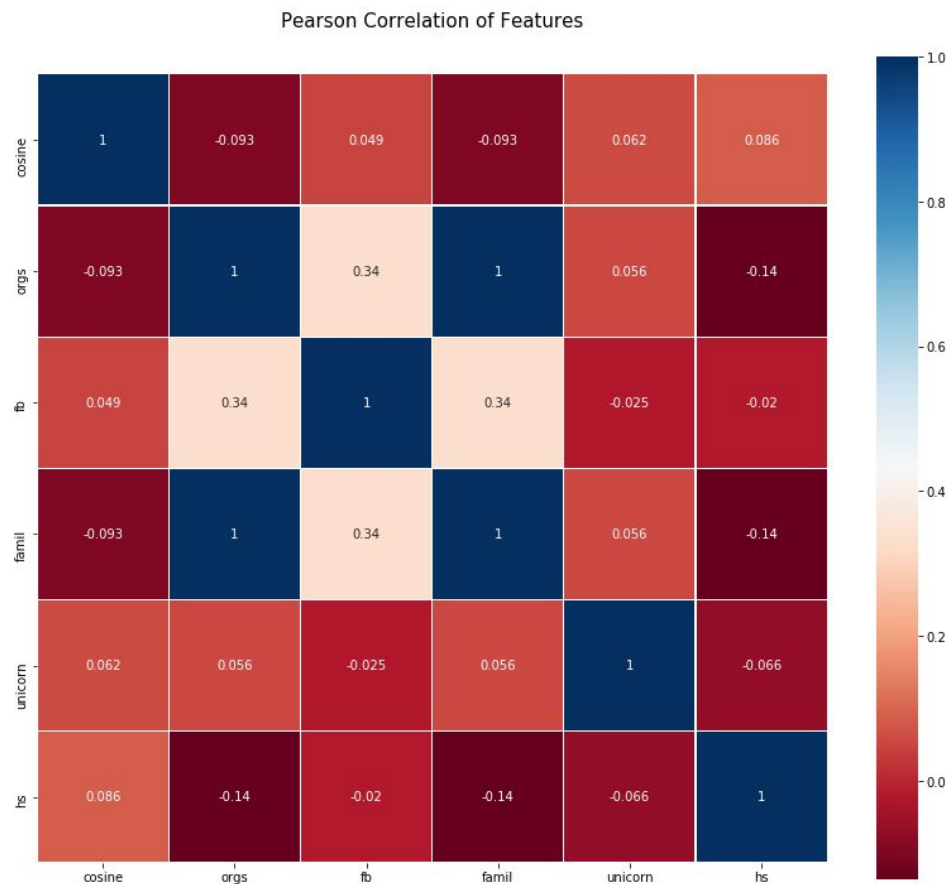 Pearson Correlation of Features
cosine 1 -0.093 0.049 -0.093 0.062 0.086
orgs -0.093 1 0.34 1 0.056 -0.14
fb 0.049 0.34 1 0.34 -0.025 -0.02
famil -0.093 1 0.34 1 0.056 -0.14
unicorn 0.062 0.056 -0.025 0.056 1 -0.066
hs 0.086 -0.14 -0.02 -0.14 -0.066 1
cosine orgs fb famil unicorn hs
1.0
0.8
0.6
0.4
0.2
0.0